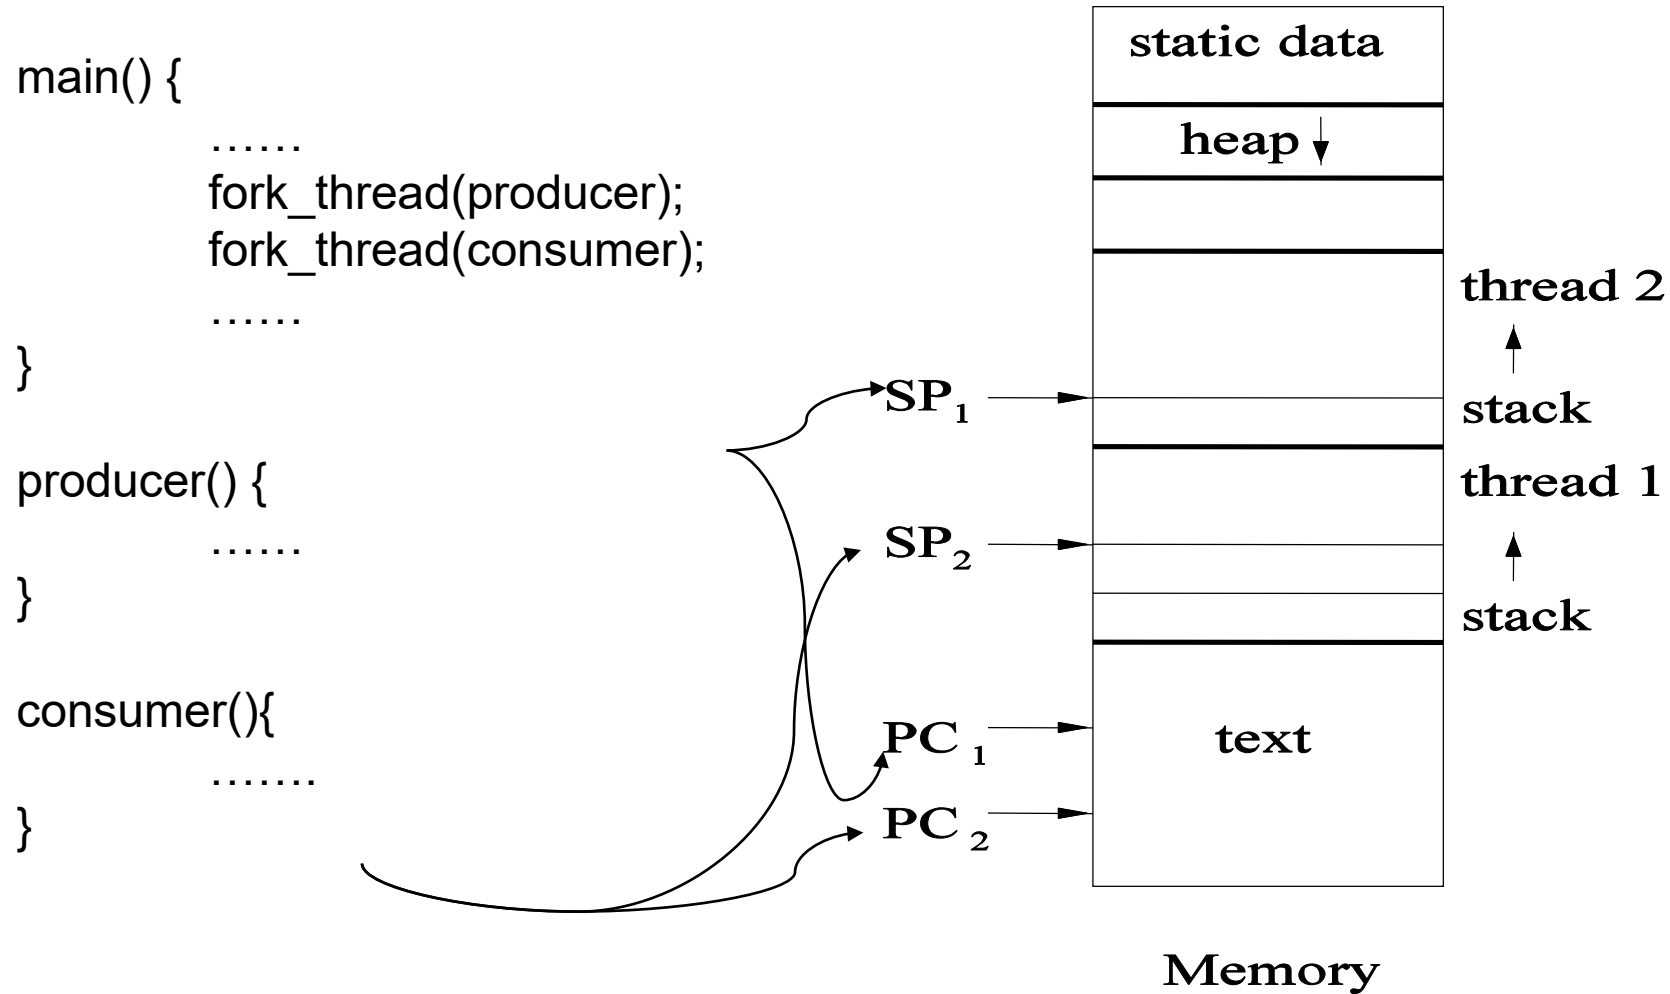 main() {
……
fork_thread(producer);
fork_thread(consumer);
……
}
producer() {
……
}
consumer(){
…….
}
SP1
SP2
PC1
PC2
static data
heap
text
thread 2
stack
thread 1
stack
Memory